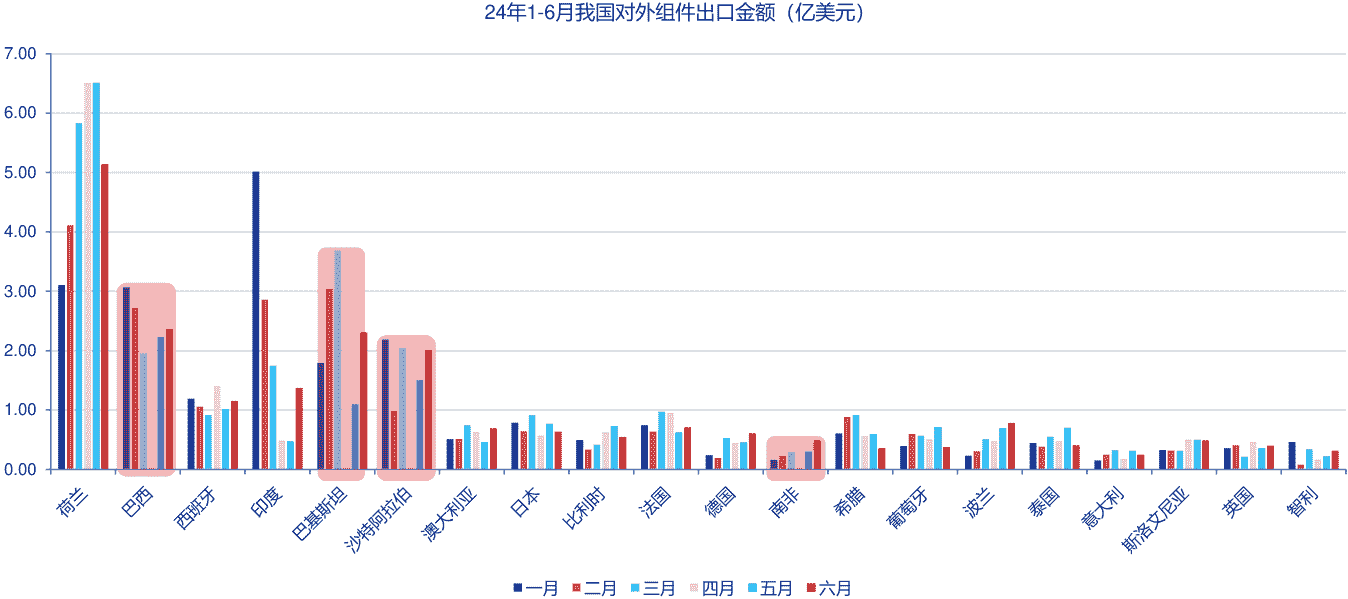 24年1-6月我国对外组件出口金额（亿美元）
7.00
6.00
5.00
4.00
3.00
2.00
1.00
0.00
荷兰 巴西 西班牙 印度 巴基斯坦 沙特阿拉伯 澳大利亚 日本 比利时 法国 德国 南非 希腊 葡萄牙 波兰 泰国 意大利 斯洛文尼亚 英国 智利
一月 二月 三月 四月 五月 六月